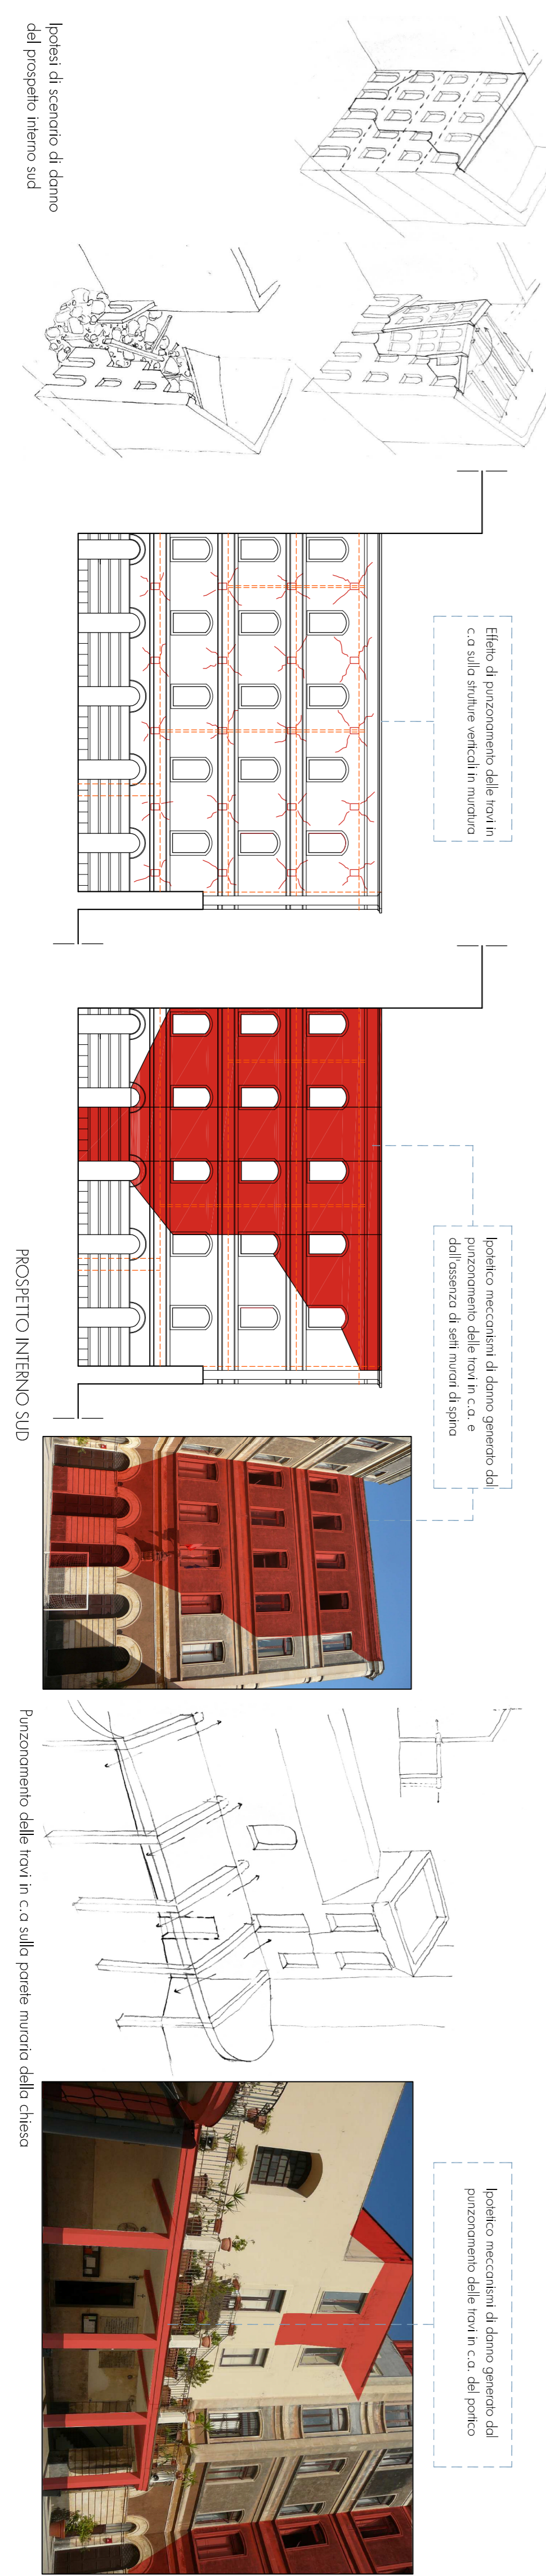 Ipotesi di scenario di danno
del prospetto interno sud
Effetto di punzonamento delle travi in
c.a sulla strutture verticali in muratura
Ipotetico meccanismi di danno generato dal
punzonamento delle travi in c.a. e
dall'assenza di setti murari di spina
PROSPETTO INTERNO SUD
Punzonamento delle travi in c.a sulla parete muraria della chiesa
Ipotetico meccanismi di danno generato dal
punzonamento delle travi in c.a. del portico